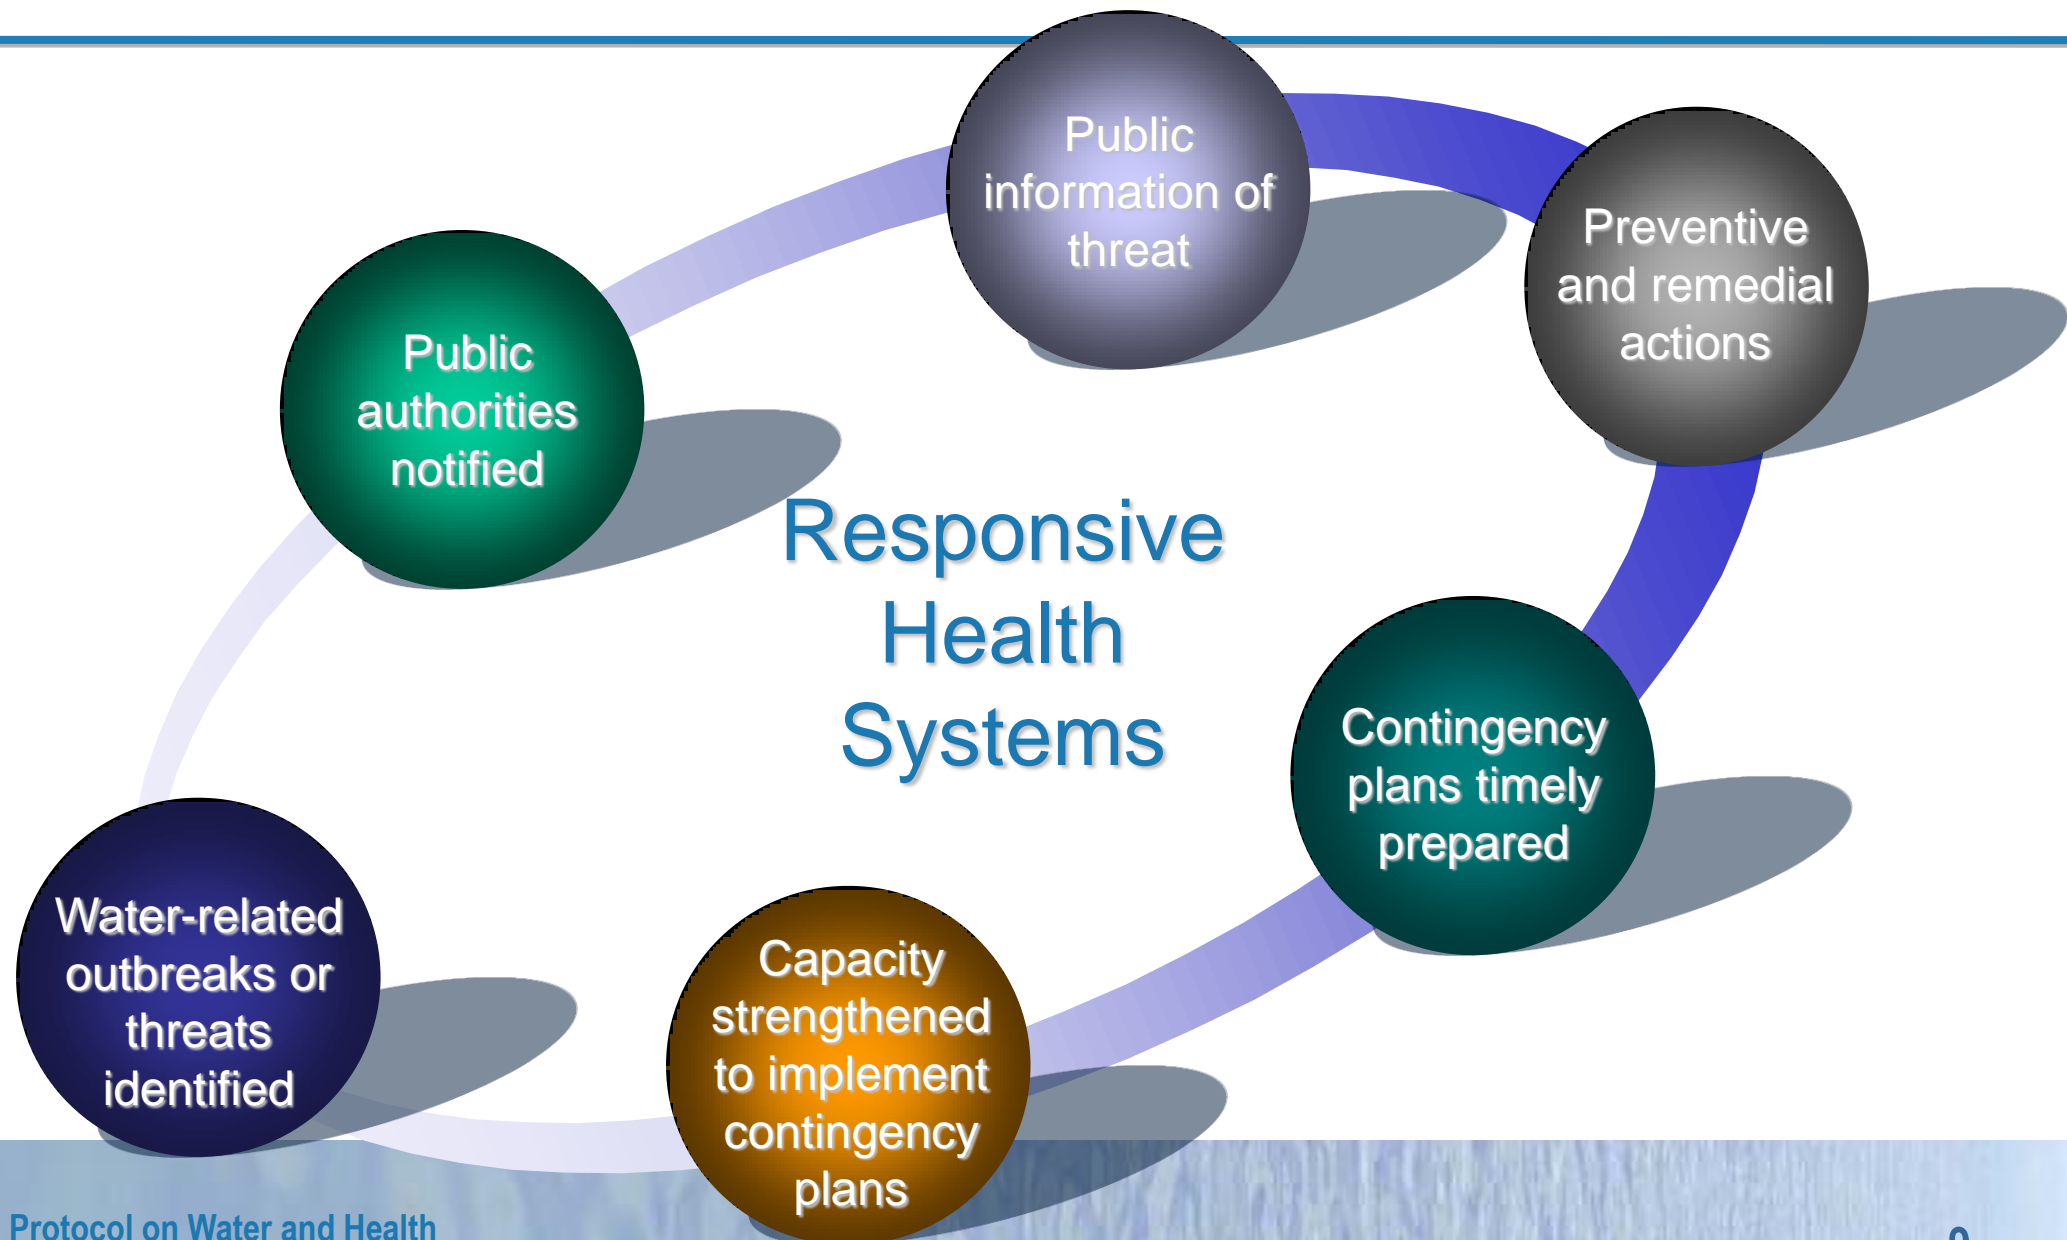 Public
information of
threat
Preventive
and remedial
actions
Public
authorities
notified
Responsive
Health
Systems
Contingency
plans timely
prepared
Water-related
outbreaks or
threats
identified
Capacity
strengthened
to implement
contingency
plans
Protocol on Water and Health